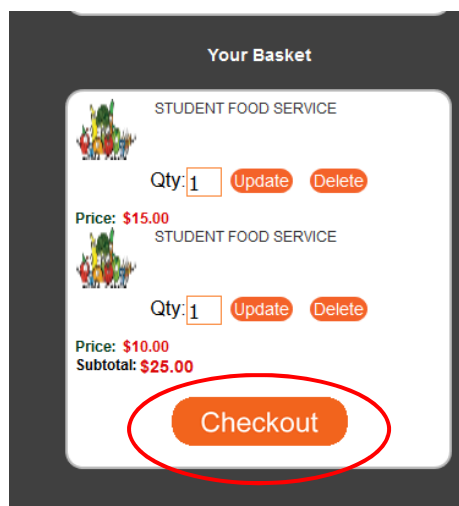 Your Basket
STUDENT FOOD SERVICE
Qty: 1 Update Delete
Price: $15.00
STUDENT FOOD SERVICE
Qty: 1 Update Delete
Price: $10.00
Subtotal: $25.00
Checkout